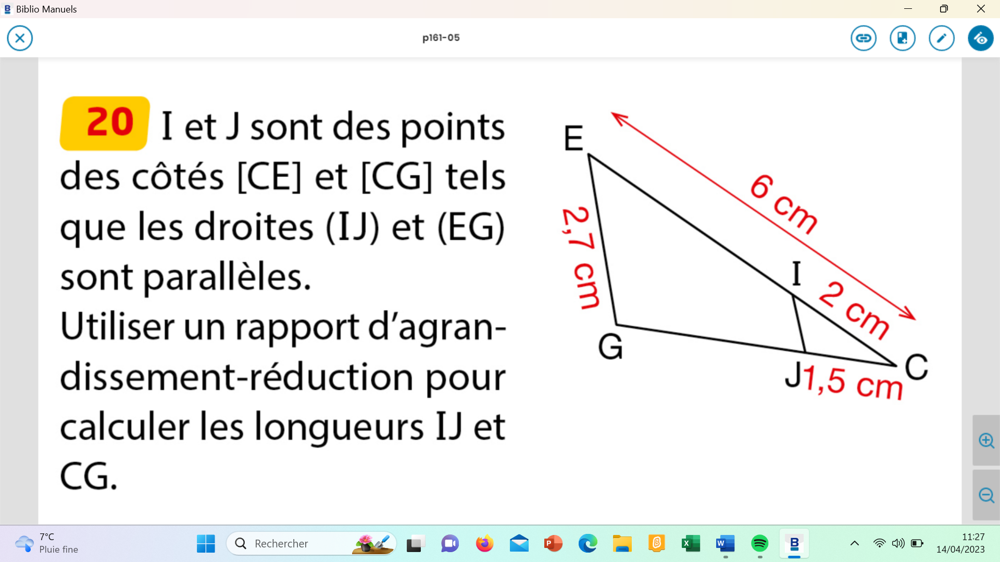 Biblio Manuels
p161-05
20 I et J sont des points
des côtés [CE] et [CG] tels
que les droites (IJ) et (EG)
sont parallèles.
Utiliser un rapport d’agran-
dissement-réduction pour
calculer les longueurs IJ et
CG.
E
6 cm
2,7 cm
I
2 cm
G
J
1,5 cm
C
7°C
Pluie fine
Rechercher
11:27
14/04/2023